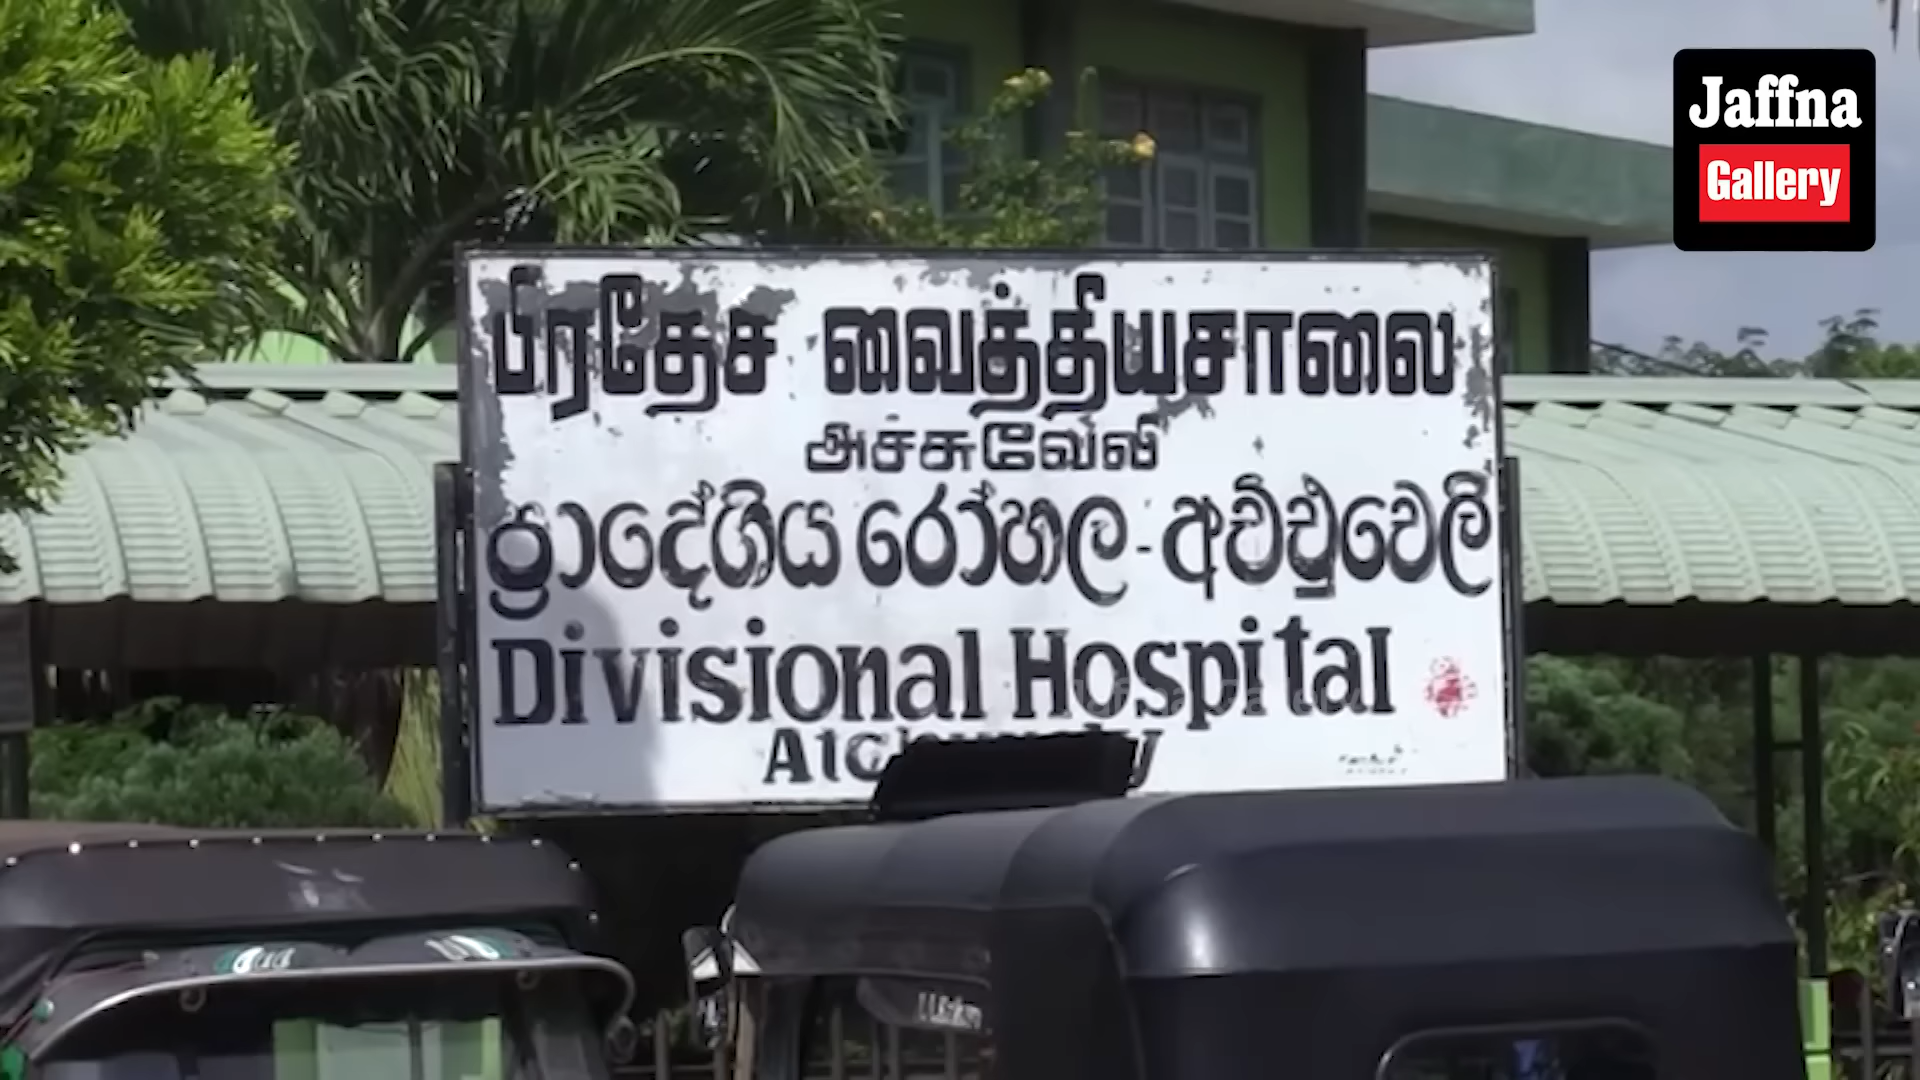 Jaffna
Gallery
பிரதேச வைத்தியசாலை
அச்சுவேலி
ප්‍රාදේශිය රෝහල - අච්චුවෙලි
Divisional Hospital